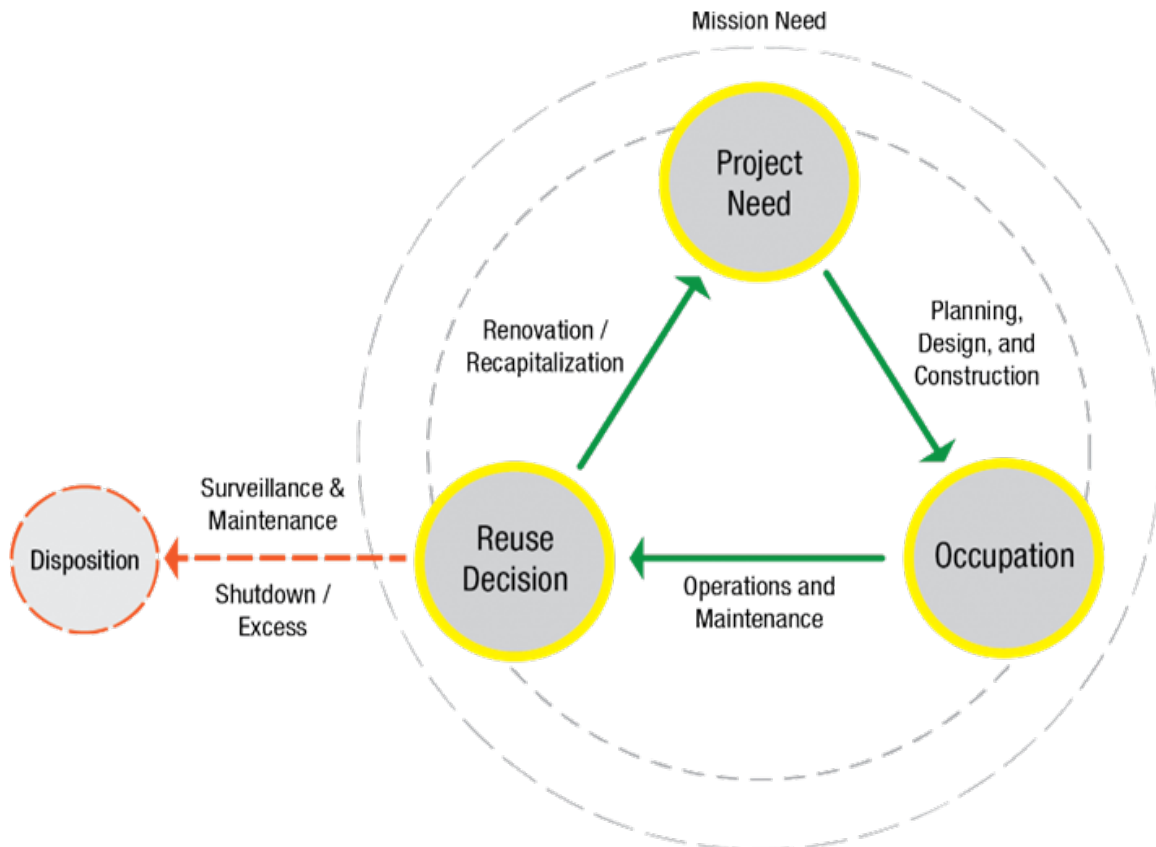 Mission Need
Project
Need
Renovation /
Recapitalization
Planning,
Design, and
Construction
Surveillance &
Maintenance
Disposition
Shutdown /
Excess
Reuse
Decision
Operations and
Maintenance
Occupation